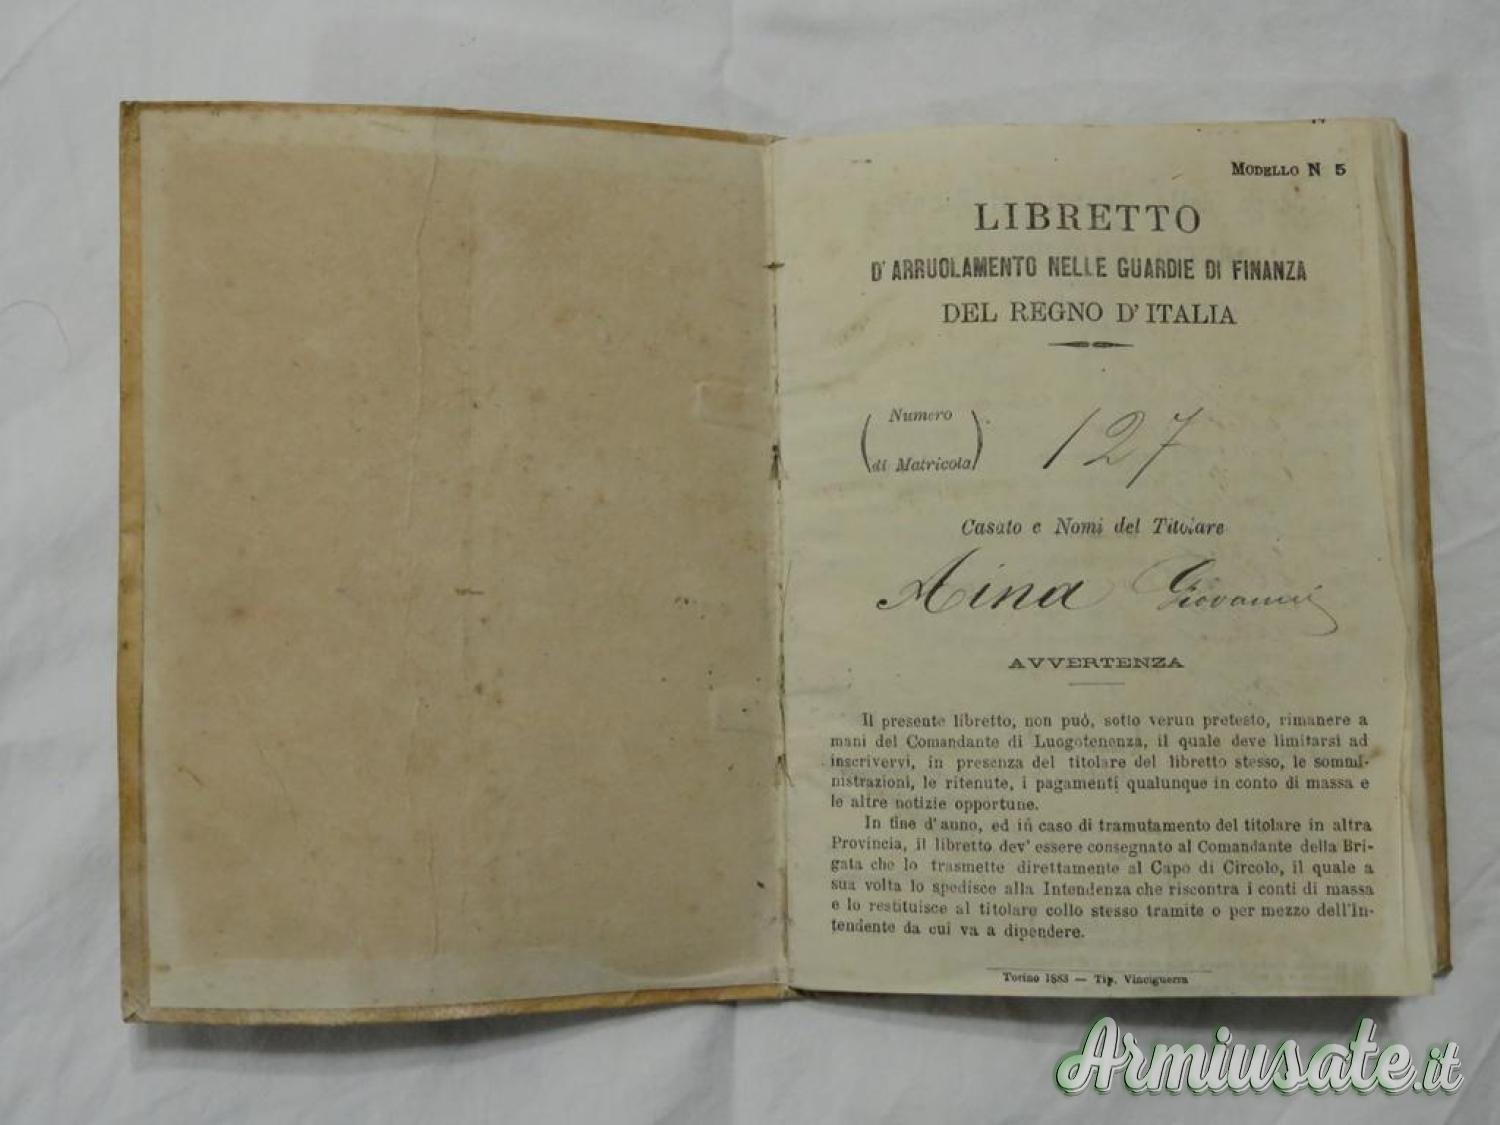 Modello N 5
LIBRETTO
D'ARRUOLAMENTO NELLE GUARDIE DI FINANZA
DEL REGNO D'ITALIA
(Numero
di Matricola)
127
Casato e Nomi del Titolare
Aina Giovanni
AVVERTENZA
Il presente libretto, non può, sotto verun pretesto, rimanere a
mani del Comandante di Luogotenenza, il quale deve limitarsi ad
inscrivervi, in presenza del titolare del libretto stesso, le sommi-
nistrazioni, le ritenute, i pagamenti qualunque in conto di massa e
le altre notizie opportune.
In fine d'anno, ed in caso di tramutamento del titolare in altra
Provincia, il libretto dev'essere consegnato al Comandante della Bri-
gata che lo trasmette direttamente al Capo di Circolo, il quale a
sua volta lo spedisce alla Intendenza che riscontra i conti di massa
e lo restituisce al titolare collo stesso tramite o per mezzo dell'In-
tendente da cui va a dipendere.
Torino 1883 — Tip. Vinciguerra
Armiusate.it